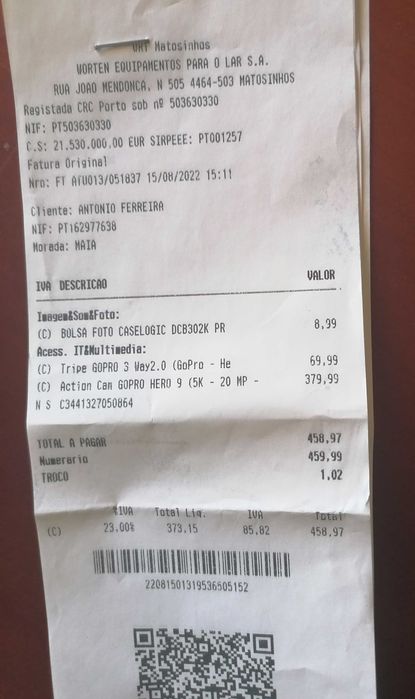 WRT Matosinhos
WORTEN EQUIPAMENTOS PARA O LAR S.A.
RUA JOAO MENDONCA, N 505 4464-503 MATOSINHOS
Registada CRC Porto sob nº 503630330
NIF: PT503630330
C.S: 21.530.000.00 EUR SIRPEEE: PT001257
Fatura Original
Nro: FT AIU013/051837 15/08/2022 15:11
Cliente: ANTONIO FERREIRA
NIF: PT162977638
Morada: MAIA
IVA DESCRICAO VALOR
Imagem&Som&Foto:
(C) BOLSA FOTO CASELOGIC DCB302K PR 8,99
Acess. IT&Multimedia:
(C) Tripe GOPRO 3 Way2.0 (GoPro - He 69,99
(C) Action Cam GOPRO HERO 9 (5K - 20 MP - 379,99
N S C3441327050864
TOTAL A PAGAR 458,97
Numerario 459,99
TROCO 1,02
%IVA Total Liq. IVA Total
(C) 23.00% 373.15 85,82 458,97
22081501319536505152